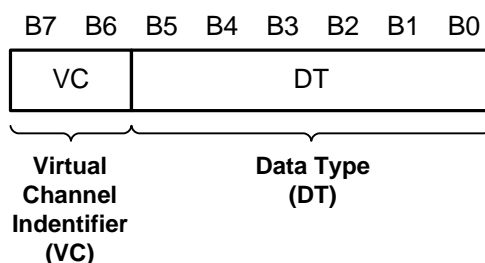 B7 B6 B5 B4 B3 B2 B1 B0
VC DT
Virtual
Channel
Indentifier
(VC)
Data Type
(DT)